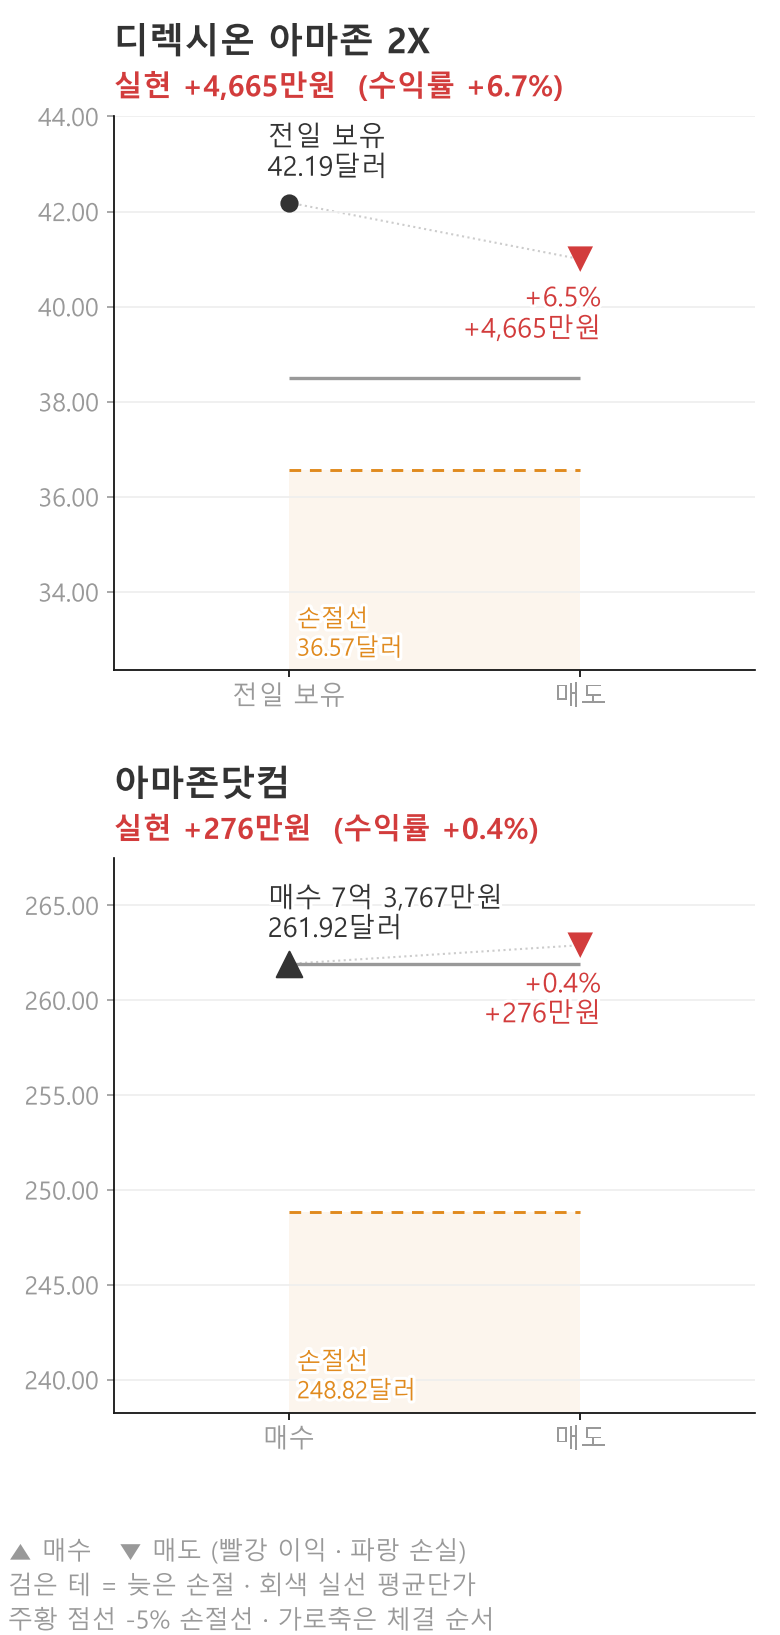 디렉시온 아마존 2X
실현 +4,665만원 (수익률 +6.7%)
44.00
전일 보유
42.19달러
42.00
+6.5%
40.00
+4,665만원
38.00
36.00
34.00
손절선
36.57달러
전일 보유 매도
아마존닷컴
실현 +276만원 (수익률 +0.4%)
매수 7억 3,767만원
265.00
261.92달러
+0.4%
260.00
+276만원
255.00
250.00
245.00
손절선
240.00
248.82달러
매수 매도
▲ 매수 ▼ 매도 (빨강 이익 · 파랑 손실)
검은 테 = 늦은 손절 · 회색 실선 평균단가
주황 점선 -5% 손절선 · 가로축은 체결 순서